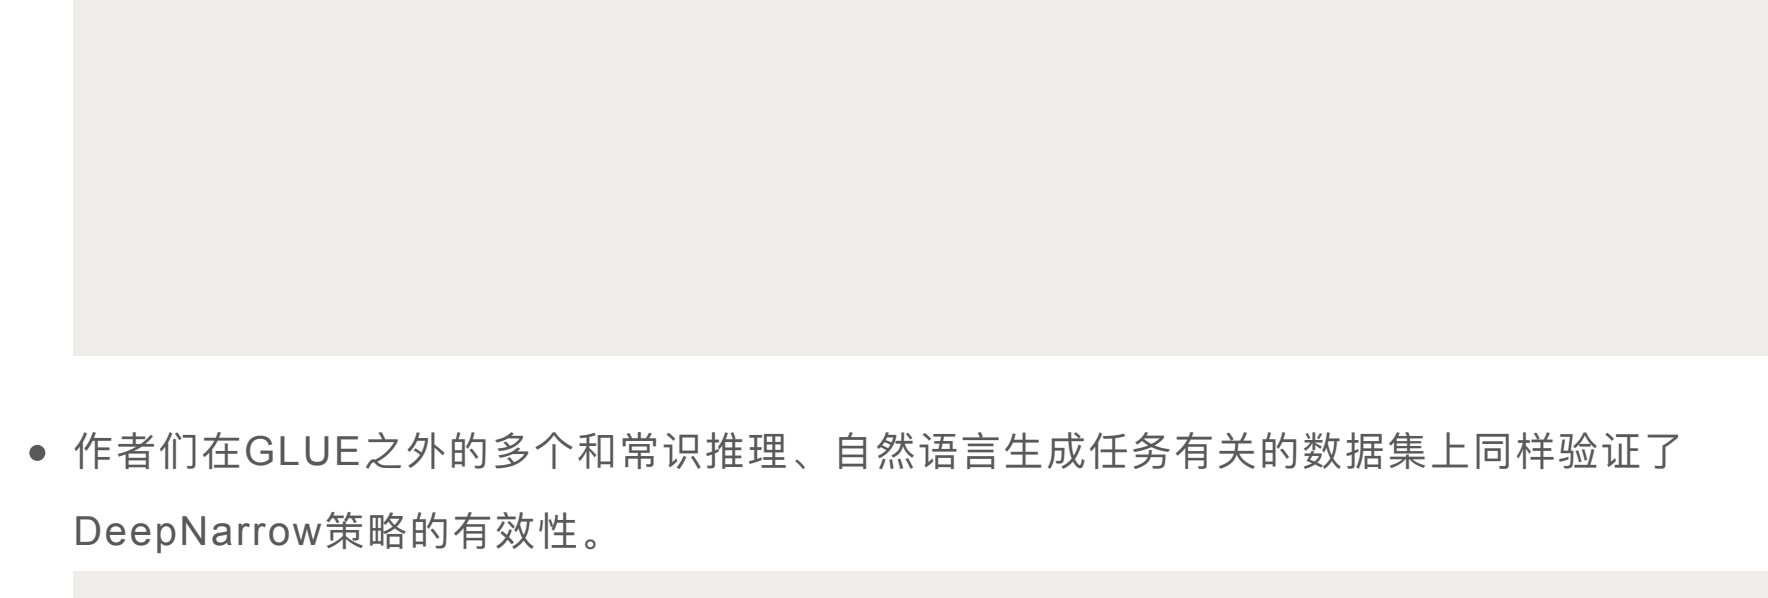 作者们在GLUE之外的多个和常识推理、自然语言生成任务有关的数据集上同样验证了
DeepNarrow策略的有效性。